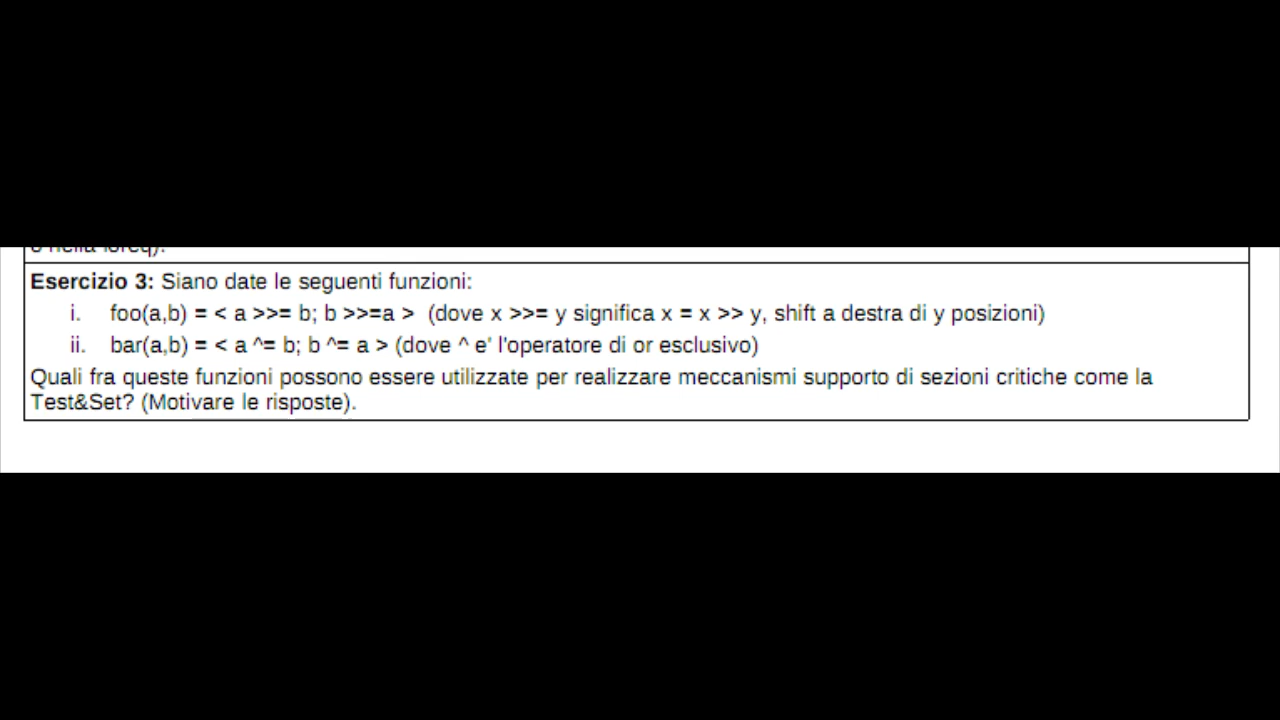 Esercizio 3: Siano date le seguenti funzioni:
i. foo(a,b) = < a >>= b; b >>=a > (dove x >>= y significa x = x >> y, shift a destra di y posizioni)
ii. bar(a,b) = < a ^= b; b ^= a > (dove ^ e' l'operatore di or esclusivo)
Quali fra queste funzioni possono essere utilizzate per realizzare meccanismi supporto di sezioni critiche come la
Test&Set? (Motivare le risposte).